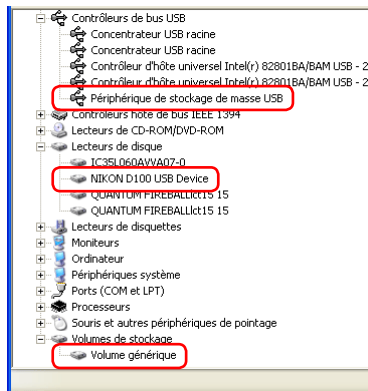 Contrôleurs de bus USB
Concentrateur USB racine
Concentrateur USB racine
Contrôleur d'hôte universel Intel(r) 82801BA/BAM USB - 2
Contrôleur d'hôte universel Intel(r) 82801BA/BAM USB - 2
Périphérique de stockage de masse USB
Contrôleurs hôte de bus IEEE 1394
Lecteurs de CD-ROM/DVD-ROM
Lecteurs de disque
IC35L060AVVA07-0
NIKON D100 USB Device
QUANTUM FIREBALLlct15 15
QUANTUM FIREBALLlct15 15
Lecteurs de disquettes
Moniteurs
Ordinateur
Périphériques système
Ports (COM et LPT)
Processeurs
Souris et autres périphériques de pointage
Volumes de stockage
Volume générique